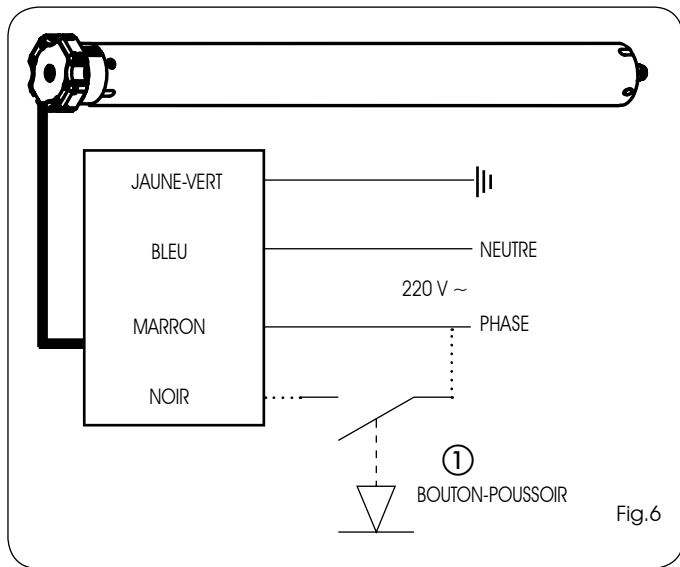 JAUNE-VERT
BLEU
NEUTRE
220 V ~
MARRON
PHASE
NOIR
①
BOUTON-POUSSOIR
Fig.6